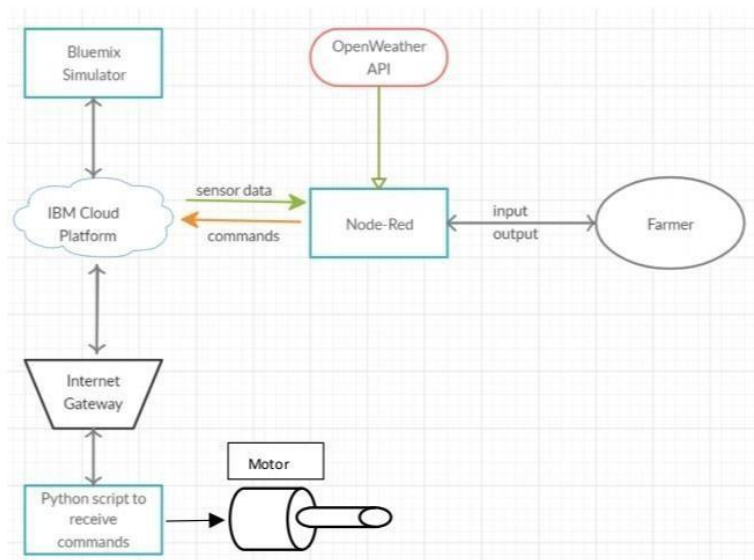 Bluemix
Simulator
OpenWeather
API
sensor data
IBM Cloud
Platform
commands
Node-Red
input
output
Farmer
Internet
Gateway
Motor
Python script to
receive
commands